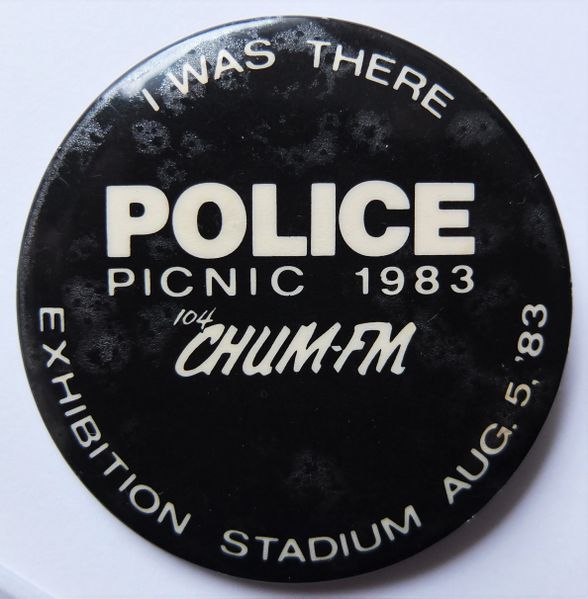 I WAS THERE
POLICE
PICNIC 1983
104 CHUM-FM
EXHIBITION STADIUM AUG. 5, '83